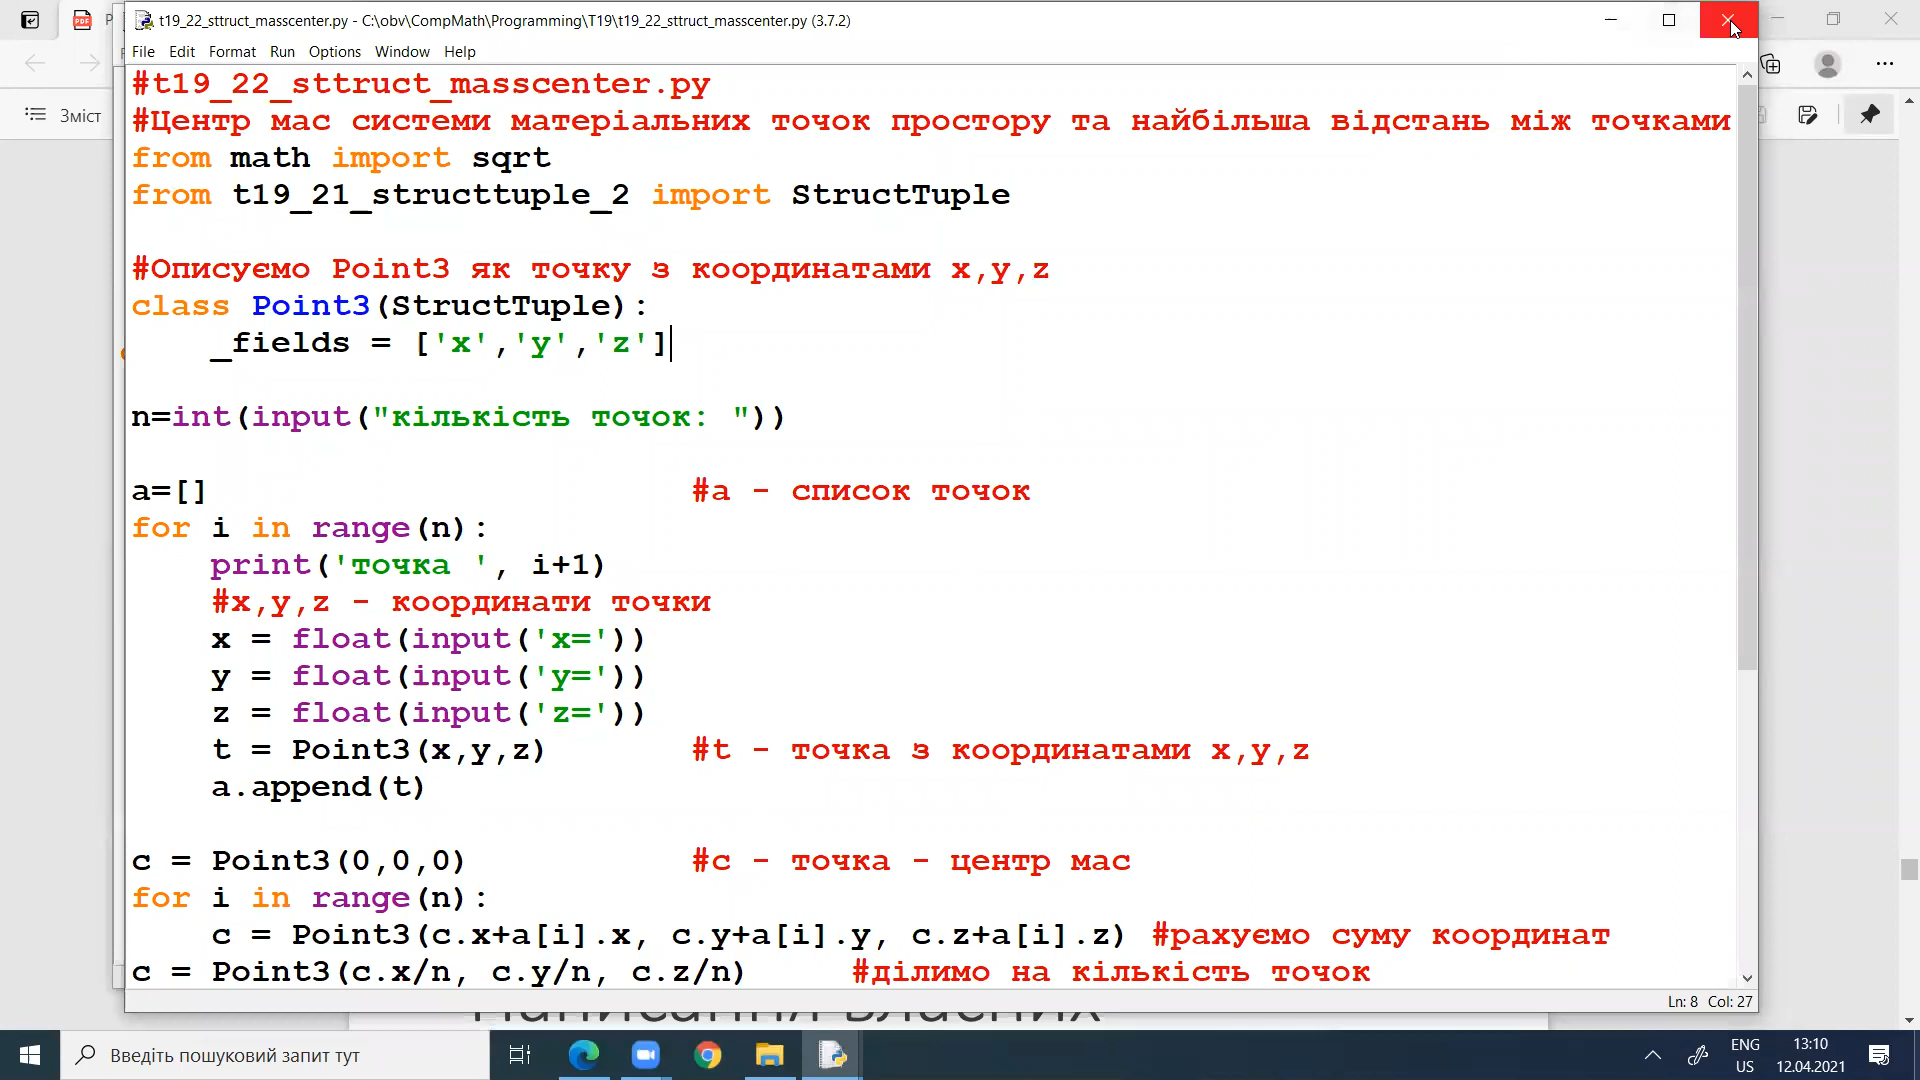 t19_22_sttruct_masscenter.py - C:\obv\CompMath\Programming\T19\t19_22_sttruct_masscenter.py (3.7.2)
File Edit Format Run Options Window Help
Зміст
#t19_22_sttruct_masscenter.py
#Центр мас системи матеріальних точок простору та найбільша відстань між точками
from math import sqrt
from t19_21_structtuple_2 import StructTuple
#Описуємо Point3 як точку з координатами x,y,z
class Point3(StructTuple):
    _fields = ['x','y','z']
n=int(input("кількість точок: "))
a=[] #a - список точок
for i in range(n):
    print('точка ', i+1)
    #x,y,z - координати точки
    x = float(input('x='))
    y = float(input('y='))
    z = float(input('z='))
    t = Point3(x,y,z) #t - точка з координатами x,y,z
    a.append(t)
c = Point3(0,0,0) #c - точка - центр мас
for i in range(n):
    c = Point3(c.x+a[i].x, c.y+a[i].y, c.z+a[i].z) #рахуємо суму координат
c = Point3(c.x/n, c.y/n, c.z/n) #ділимо на кількість точок
Ln: 8 Col: 27
Введіть пошуковий запит тут
ENG
US
13:10
12.04.2021